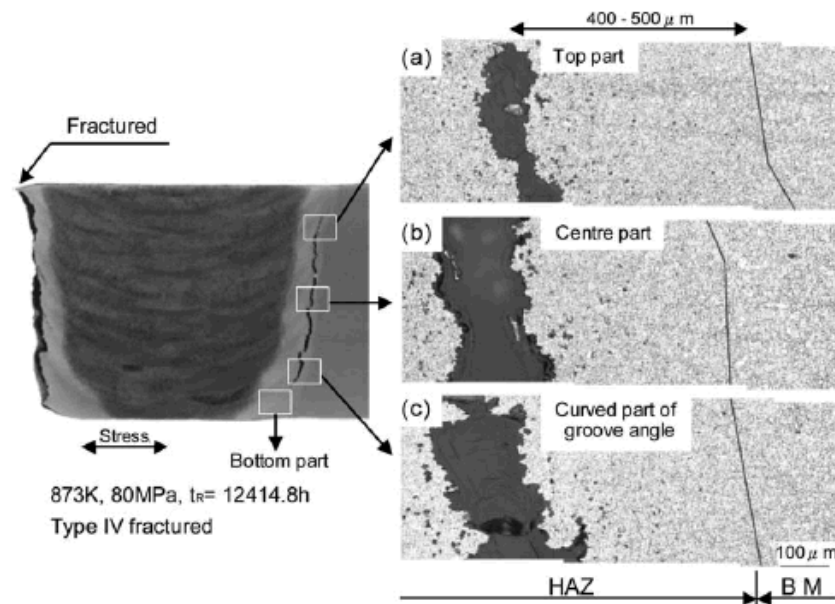 400 - 500 μ m
(a)
Top part
Fractured
(b)
Centre part
(c)
Curved part of
groove angle
Stress
Bottom part
873K, 80MPa, tR= 12414.8h
Type IV fractured
100 μ m
HAZ
B M